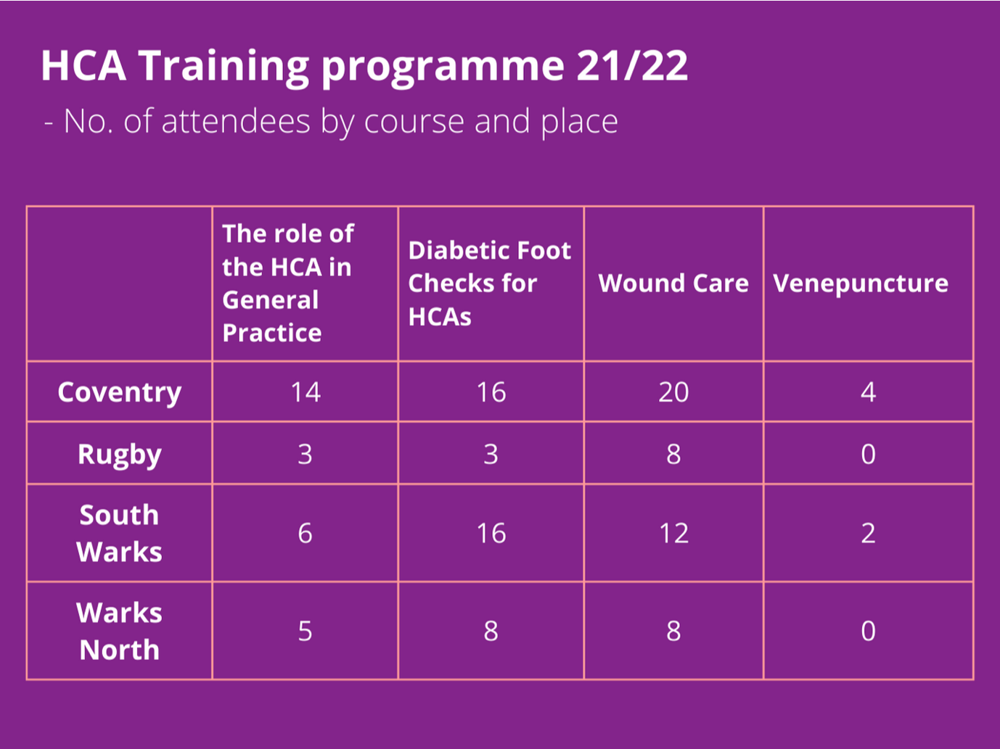 HCA Training programme 21/22
- No. of attendees by course and place
The role of
the HCA in
General
Practice
Diabetic Foot
Checks for
HCAs
Wound Care
Venepuncture
Coventry 14 16 20 4
Rugby 3 3 8 0
South
Warks
6 16 12 2
Warks
North
5 8 8 0